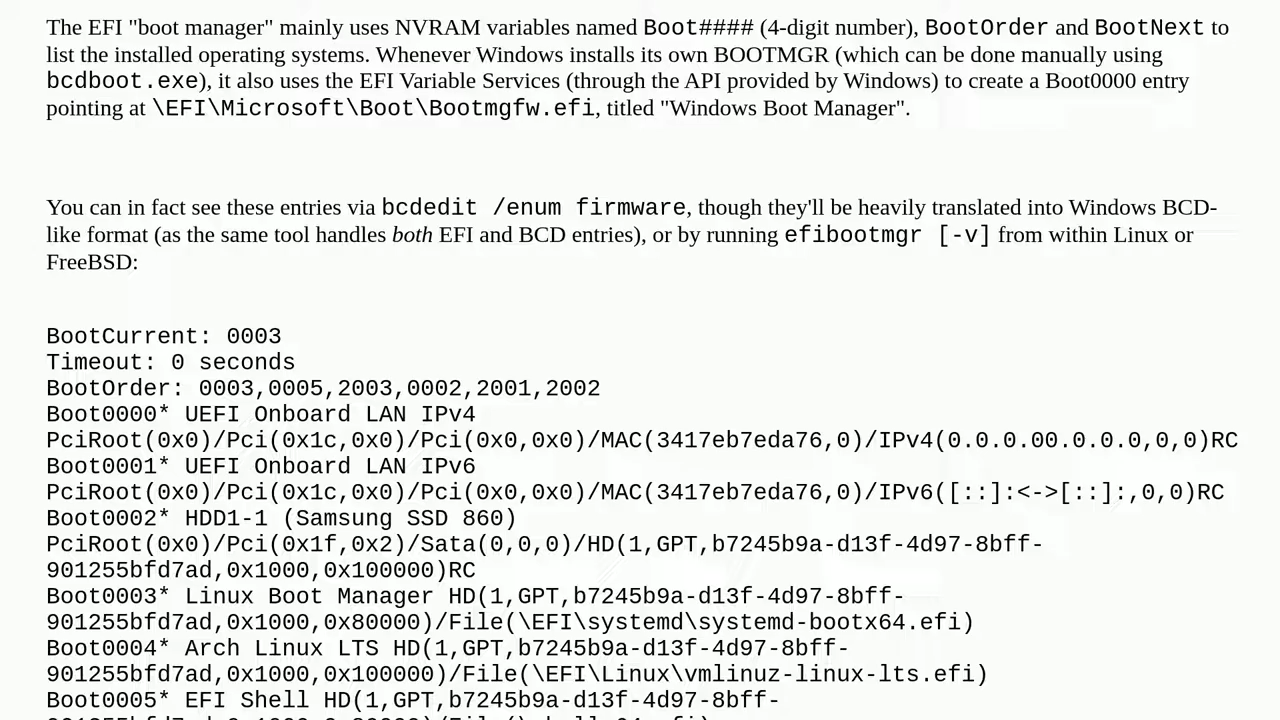 The EFI "boot manager" mainly uses NVRAM variables named Boot#### (4-digit number), BootOrder and BootNext to
list the installed operating systems. Whenever Windows installs its own BOOTMGR (which can be done manually using
bcdboot.exe), it also uses the EFI Variable Services (through the API provided by Windows) to create a Boot0000 entry
pointing at \EFI\Microsoft\Boot\Bootmgfw.efi, titled "Windows Boot Manager".
You can in fact see these entries via bcdedit /enum firmware, though they'll be heavily translated into Windows BCD-
like format (as the same tool handles both EFI and BCD entries), or by running efibootmgr [-v] from within Linux or
FreeBSD:
BootCurrent: 0003
Timeout: 0 seconds
BootOrder: 0003,0005,2003,0002,2001,2002
Boot0000* UEFI Onboard LAN IPv4
PciRoot(0x0)/Pci(0x1c,0x0)/Pci(0x0,0x0)/MAC(3417eb7eda76,0)/IPv4(0.0.0.00.0.0.0,0,0)RC
Boot0001* UEFI Onboard LAN IPv6
PciRoot(0x0)/Pci(0x1c,0x0)/Pci(0x0,0x0)/MAC(3417eb7eda76,0)/IPv6([::]:<->[::]:,0,0)RC
Boot0002* HDD1-1 (Samsung SSD 860)
PciRoot(0x0)/Pci(0x1f,0x2)/Sata(0,0,0)/HD(1,GPT,b7245b9a-d13f-4d97-8bff-
901255bfd7ad,0x1000,0x100000)RC
Boot0003* Linux Boot Manager HD(1,GPT,b7245b9a-d13f-4d97-8bff-
901255bfd7ad,0x1000,0x80000)/File(\EFI\systemd\systemd-bootx64.efi)
Boot0004* Arch Linux LTS HD(1,GPT,b7245b9a-d13f-4d97-8bff-
901255bfd7ad,0x1000,0x100000)/File(\EFI\Linux\vmlinuz-linux-lts.efi)
Boot0005* EFI Shell HD(1,GPT,b7245b9a-d13f-4d97-8bff-